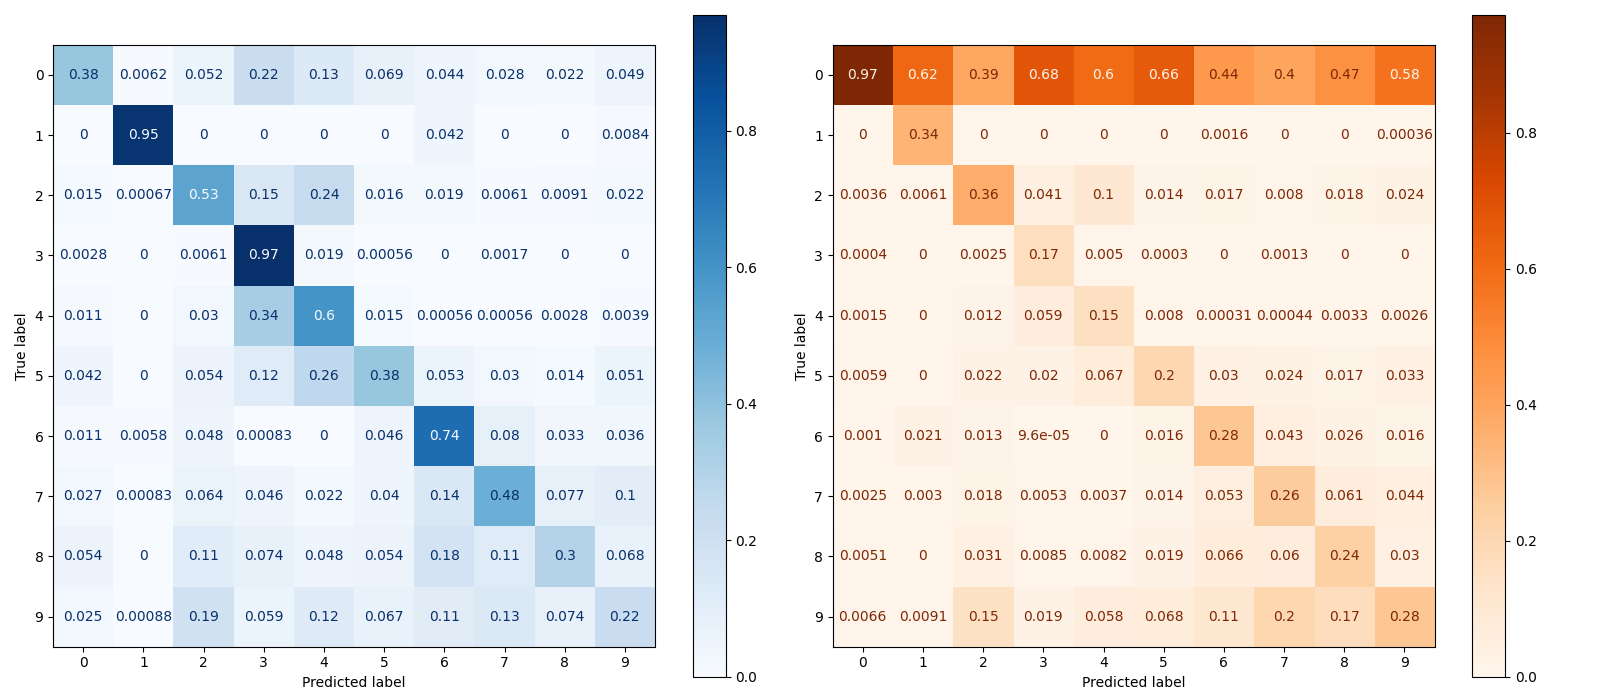 0 0.38 0.0062 0.052 0.22 0.13 0.069 0.044 0.028 0.022 0.049
1 0 0.95 0 0 0 0 0.042 0 0 0.0084
2 0.015 0.00067 0.53 0.15 0.24 0.016 0.019 0.0061 0.0091 0.022
3 0.0028 0 0.0061 0.97 0.019 0.00056 0 0.0017 0 0
4 0.011 0 0.03 0.34 0.6 0.015 0.00056 0.00056 0.0028 0.0039
5 0.042 0 0.054 0.12 0.26 0.38 0.053 0.03 0.014 0.051
6 0.011 0.0058 0.048 0.00083 0 0.046 0.74 0.08 0.033 0.036
7 0.027 0.00083 0.064 0.046 0.022 0.04 0.14 0.48 0.077 0.1
8 0.054 0 0.11 0.074 0.048 0.054 0.18 0.11 0.3 0.068
9 0.025 0.00088 0.19 0.059 0.12 0.067 0.11 0.13 0.074 0.22
0 1 2 3 4 5 6 7 8 9
Predicted label
True label
0.8
0.6
0.4
0.2
0.0
0 0.97 0.62 0.39 0.68 0.6 0.66 0.44 0.4 0.47 0.58
1 0 0.34 0 0 0 0 0.0016 0 0 0.00036
2 0.0036 0.0061 0.36 0.041 0.1 0.014 0.017 0.008 0.018 0.024
3 0.0004 0 0.0025 0.17 0.005 0.0003 0 0.0013 0 0
4 0.0015 0 0.012 0.059 0.15 0.008 0.00031 0.00044 0.0033 0.0026
5 0.0059 0 0.022 0.02 0.067 0.2 0.03 0.024 0.017 0.033
6 0.001 0.021 0.013 9.6e-05 0 0.016 0.28 0.043 0.026 0.016
7 0.0025 0.003 0.018 0.0053 0.0037 0.014 0.053 0.26 0.061 0.044
8 0.0051 0 0.031 0.0085 0.0082 0.019 0.066 0.06 0.24 0.03
9 0.0066 0.0091 0.15 0.019 0.058 0.068 0.11 0.2 0.17 0.28
0 1 2 3 4 5 6 7 8 9
Predicted label
True label
0.8
0.6
0.4
0.2
0.0